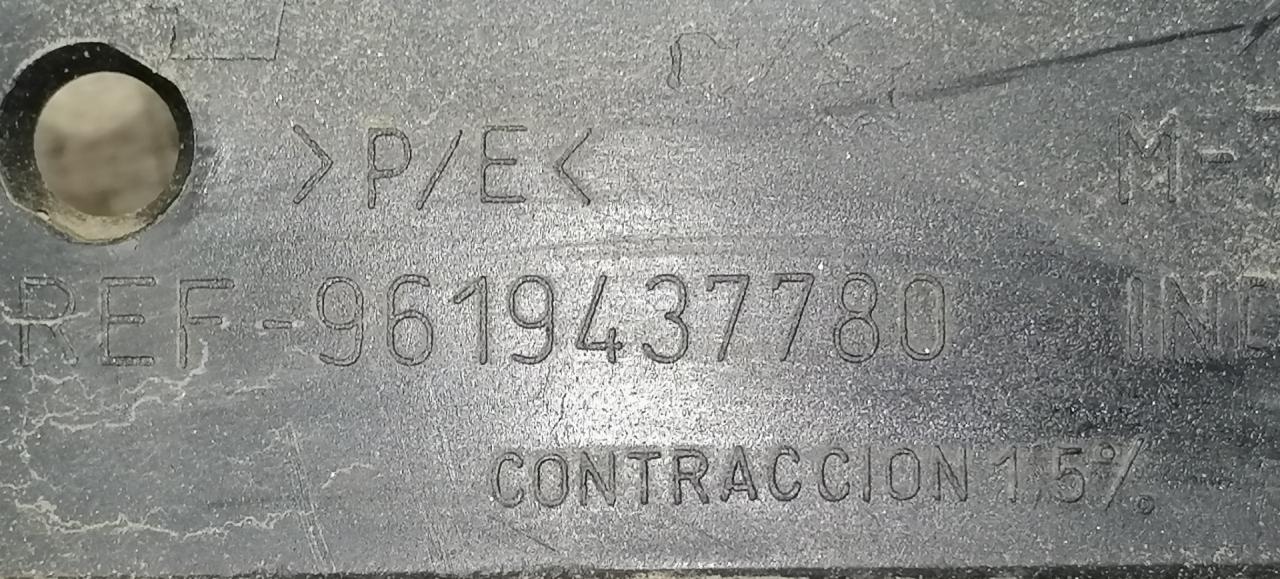 >P/E<
REF-9619437780
CONTRACCION 1,5%